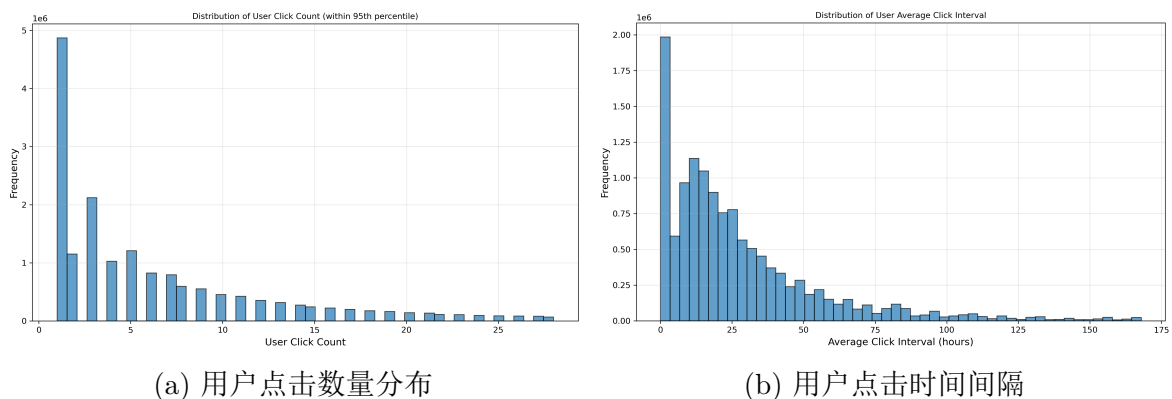 Distribution of User Click Count (within 95th percentile)
1e6
5
4
3
2
1
0
Frequency
0 5 10 15 20 25
User Click Count
(a) 用户点击数量分布
Distribution of User Average Click Interval
1e6
2.00
1.75
1.50
1.25
1.00
0.75
0.50
0.25
0.00
Frequency
0 25 50 75 100 125 150 175
Average Click Interval (hours)
(b) 用户点击时间间隔